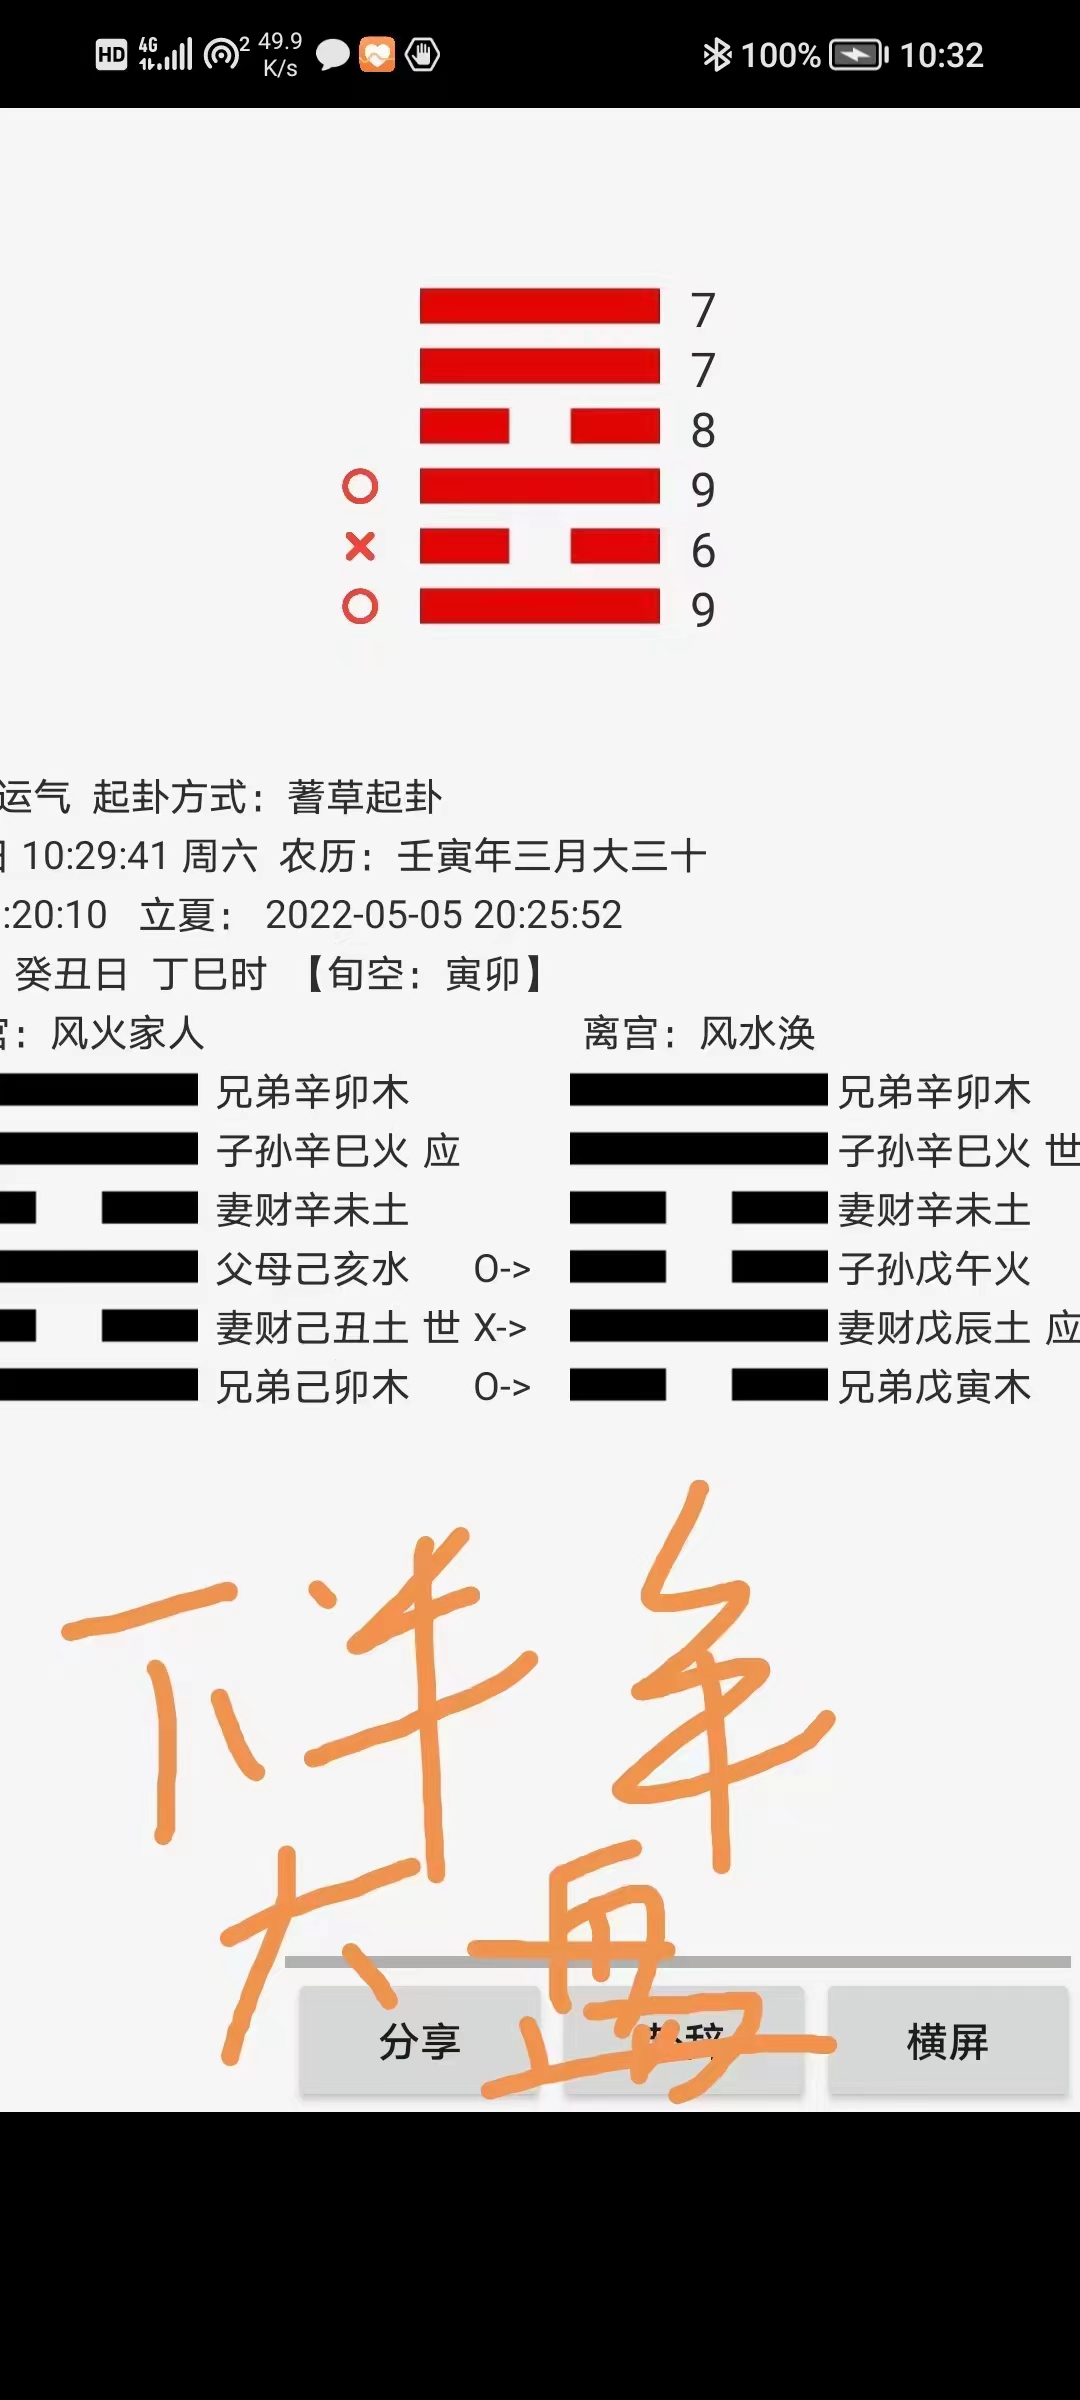 HD 4G 2 49.9 K/s 100% 10:32
7
7
8
9
6
9
运气 起卦方式：蓍草起卦
日 10:29:41 周六 农历：壬寅年三月大三十
:20:10 立夏： 2022-05-05 20:25:52
癸丑日 丁巳时 【旬空：寅卯】
宫：风火家人 离宫：风水涣
兄弟辛卯木 兄弟辛卯木
子孙辛巳火 应 子孙辛巳火 世
妻财辛未土 妻财辛未土
父母己亥水 O-> 子孙戊午火
妻财己丑土 世 X-> 妻财戊辰土 应
兄弟己卯木 O-> 兄弟戊寅木
下半年
大盘
分享 卦辞 横屏